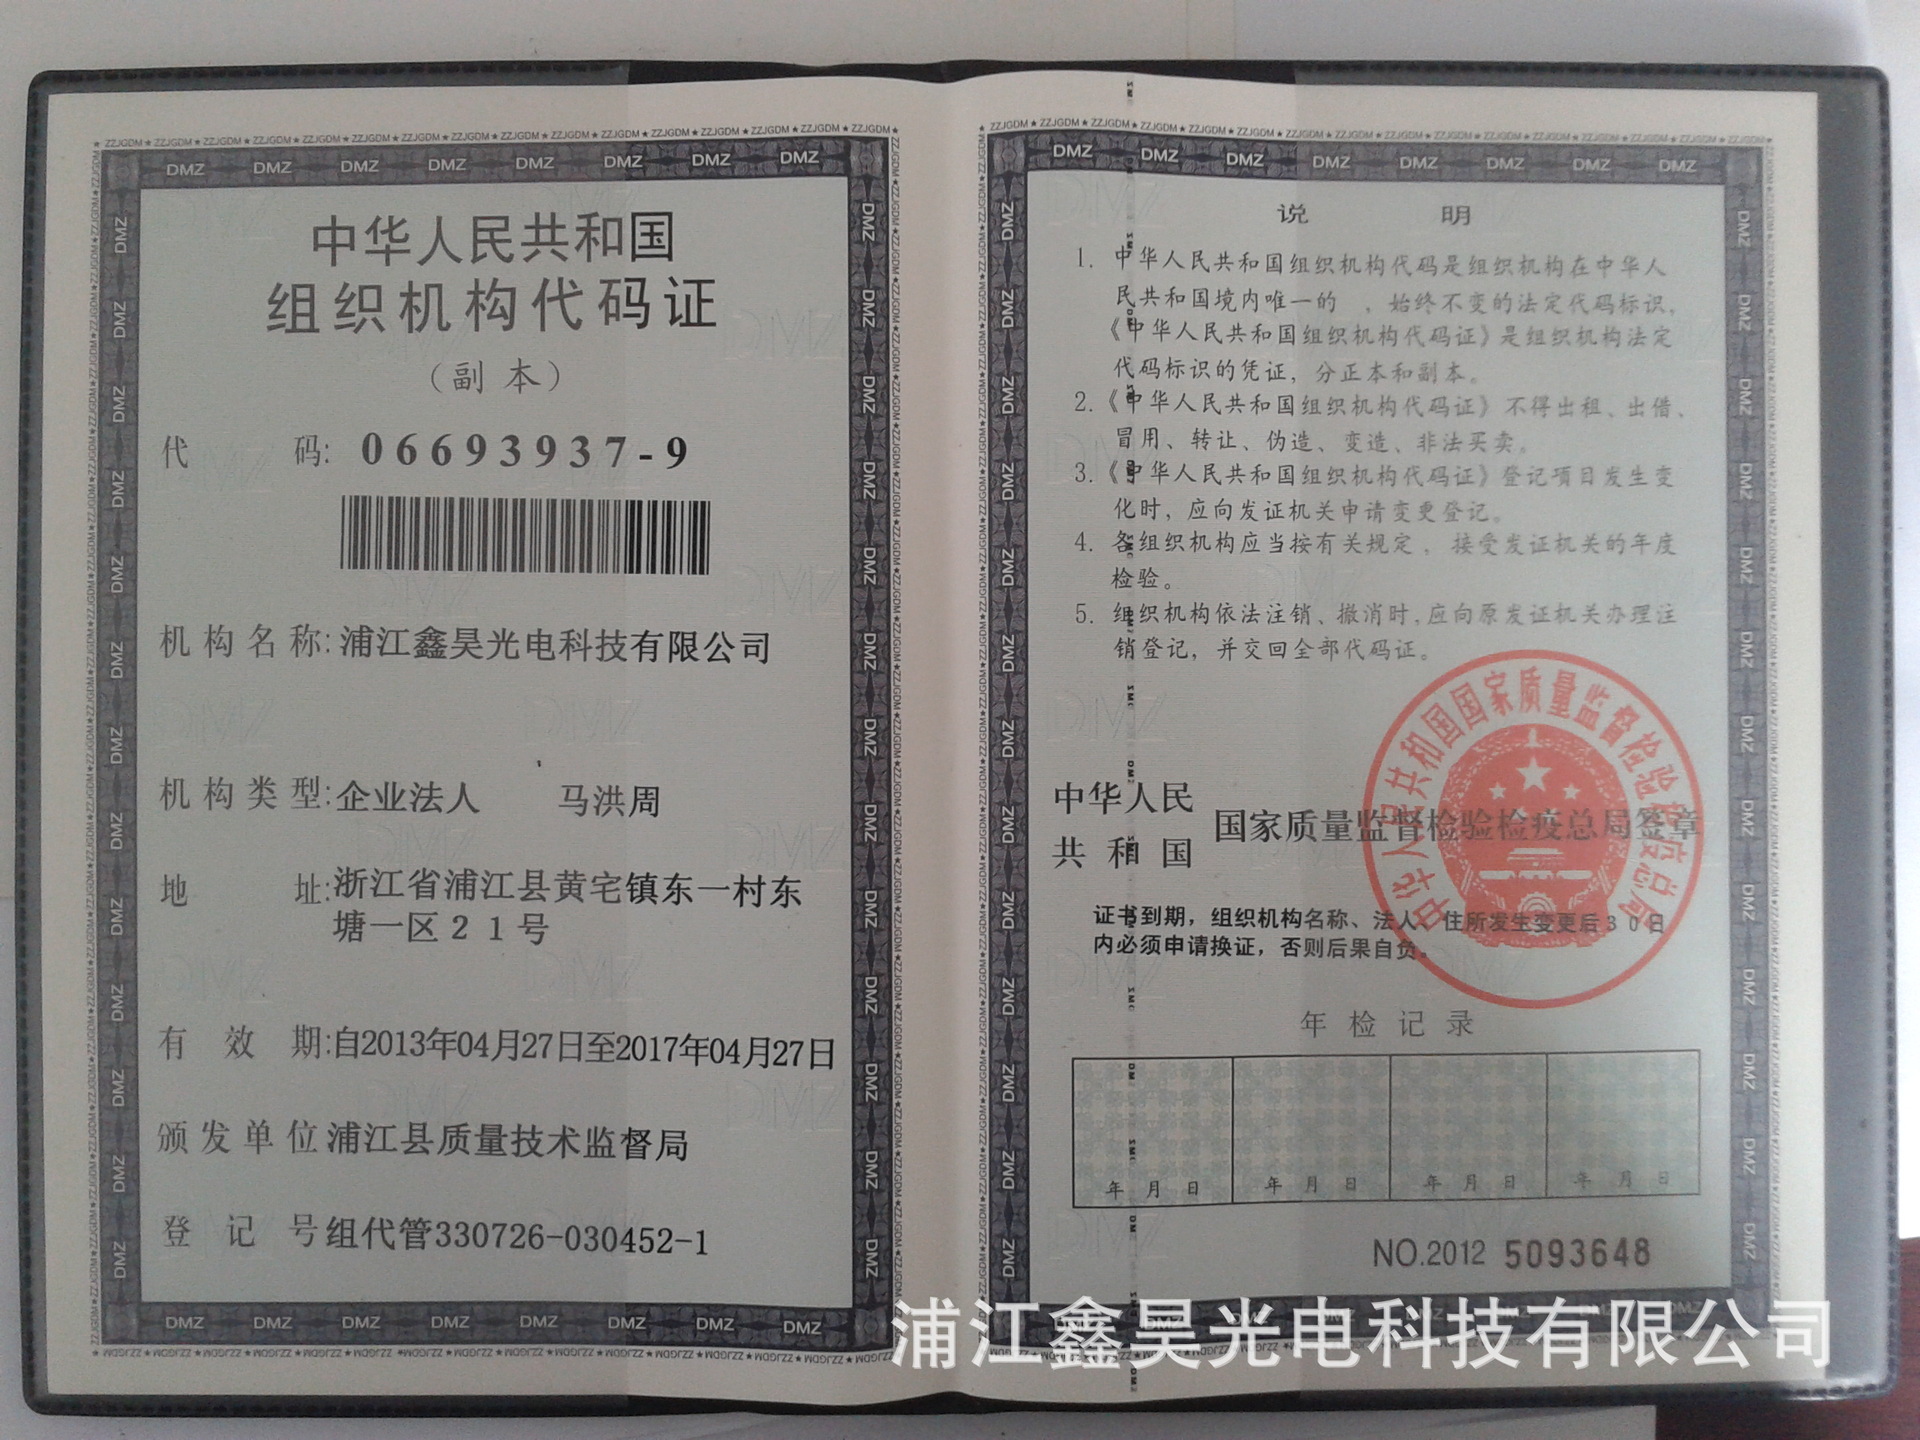 中华人民共和国
组织机构代码证
（副 本）
代 码: 06693937-9
机构名称: 浦江鑫昊光电科技有限公司
机构类型: 企业法人 马洪周
地 址: 浙江省浦江县黄宅镇东一村东
塘一区21号
有 效 期: 自2013年04月27日至2017年04月27日
颁发单位 浦江县质量技术监督局
登 记 号 组代管330726-030452-1
说 明
1. 中华人民共和国组织机构代码是组织机构在中华人
民共和国境内唯一的 、始终不变的法定代码标识，
《中华人民共和国组织机构代码证》是组织机构法定
代码标识的凭证，分正本和副本。
2.《中华人民共和国组织机构代码证》不得出租、出借、
冒用、转让、伪造、变造、非法买卖。
3.《中华人民共和国组织机构代码证》登记项目发生变
化时，应向发证机关申请变更登记。
4. 各组织机构应当按有关规定，接受发证机关的年度
检验。
5. 组织机构依法注销、撤消时，应向原发证机关办理注
销登记，并交回全部代码证。
中华人民
共和国 国家质量监督检验检疫总局签章
中华人民共和国国家质量监督检验检疫总局
证书到期，组织机构名称、法人、住所发生变更后30日
内必须申请换证，否则后果自负。
年检记录
年 月 日 年 月 日 年 月 日 年 月 日
NO.2012 5093648
浦江鑫昊光电科技有限公司